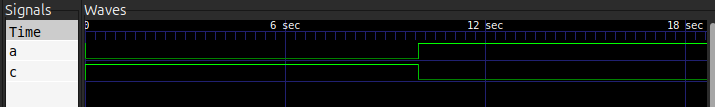 Signals Waves
Time 0 6 sec 12 sec 18 sec
a
c